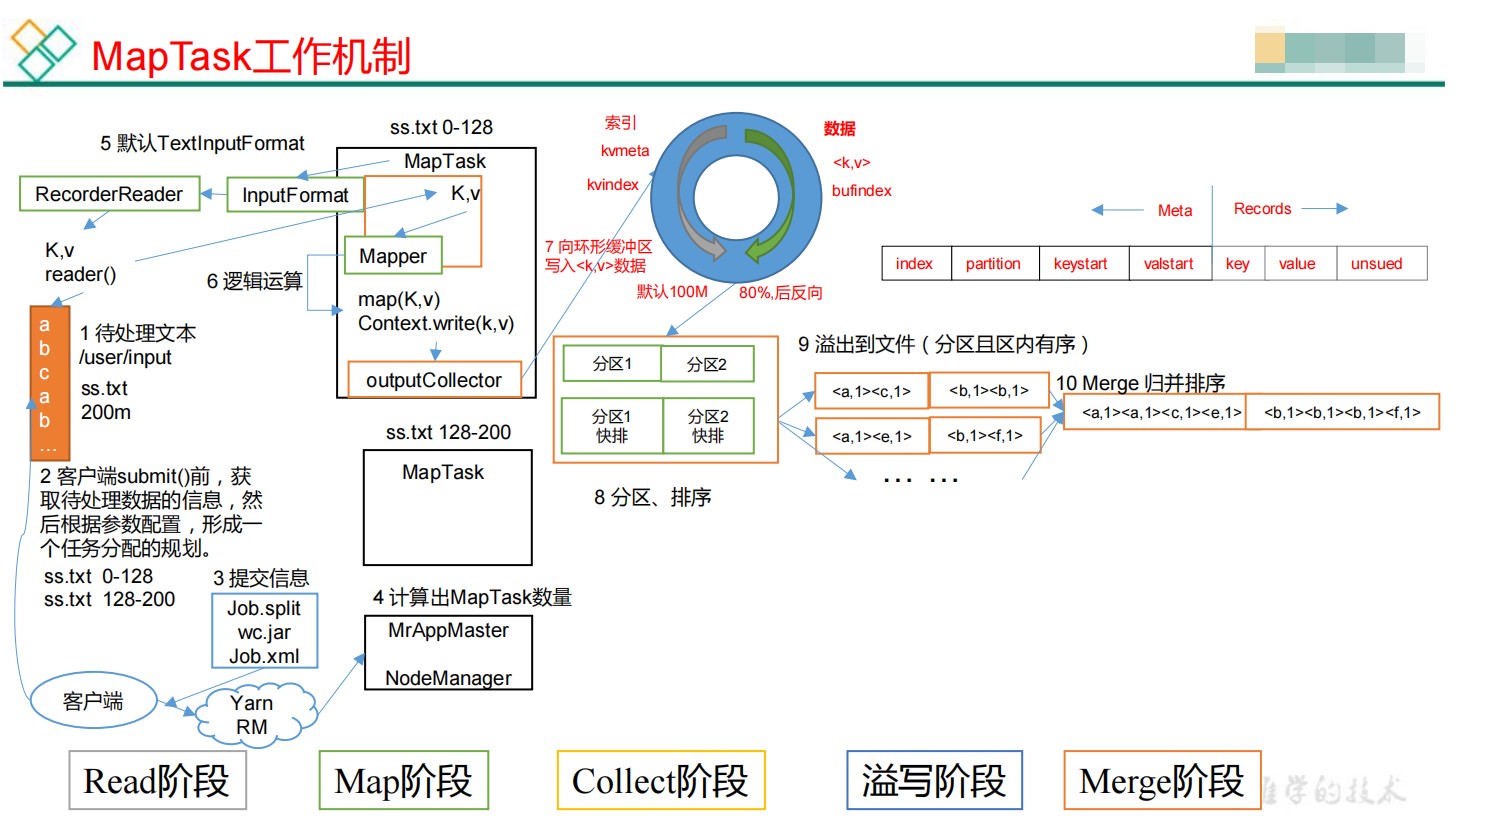 MapTask工作机制
5 默认TextInputFormat
ss.txt 0-128
MapTask
RecorderReader
InputFormat
K,v
K,v
reader()
Mapper
6 逻辑运算
map(K,v)
Context.write(k,v)
outputCollector
a
b
c
a
b
...
1 待处理文本
/user/input
ss.txt
200m
2 客户端submit()前，获
取待处理数据的信息，然
后根据参数配置，形成一
个任务分配的规划。
ss.txt 0-128
ss.txt 128-200
3 提交信息
Job.split
wc.jar
Job.xml
客户端
Yarn
RM
ss.txt 128-200
MapTask
4 计算出MapTask数量
MrAppMaster
NodeManager
索引
kvmeta
kvindex
数据
<k,v>
bufindex
7 向环形缓冲区
写入<k,v>数据
默认100M
80%,后反向
Meta
Records
index
partition
keystart
valstart
key
value
unsued
分区1
分区2
分区1
快排
分区2
快排
8 分区、排序
9 溢出到文件（分区且区内有序）
<a,1><c,1>
<b,1><b,1>
<a,1><e,1>
<b,1><f,1>
... ...
10 Merge 归并排序
<a,1><a,1><c,1><e,1>
<b,1><b,1><b,1><f,1>
Read阶段
Map阶段
Collect阶段
溢写阶段
Merge阶段
学的技术